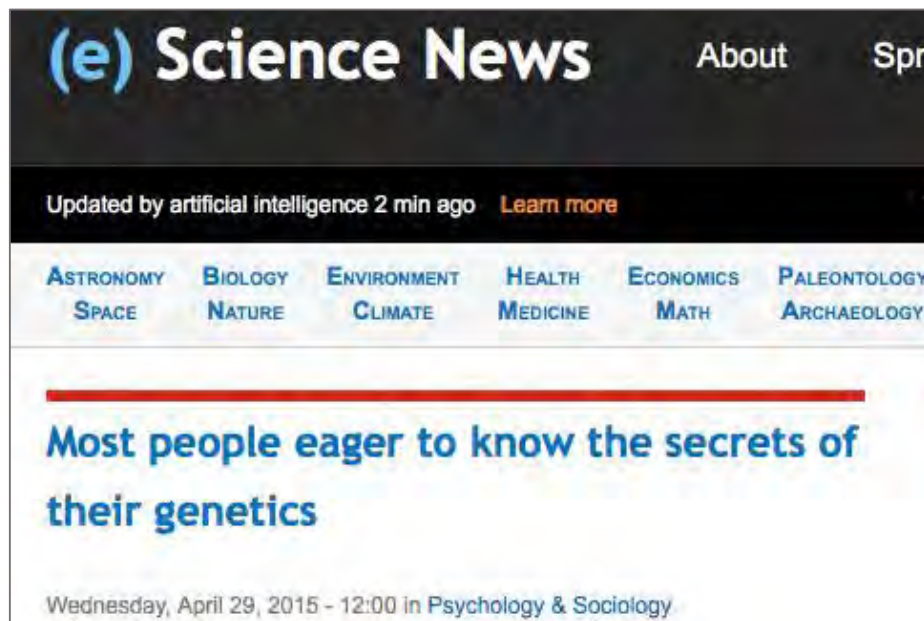 (e) Science News About Spr
Updated by artificial intelligence 2 min ago Learn more
ASTRONOMY BIOLOGY ENVIRONMENT HEALTH ECONOMICS PALEONTOLOGY
SPACE NATURE CLIMATE MEDICINE MATH ARCHAEOLOGY
Most people eager to know the secrets of
their genetics
Wednesday, April 29, 2015 - 12:00 in Psychology & Sociology